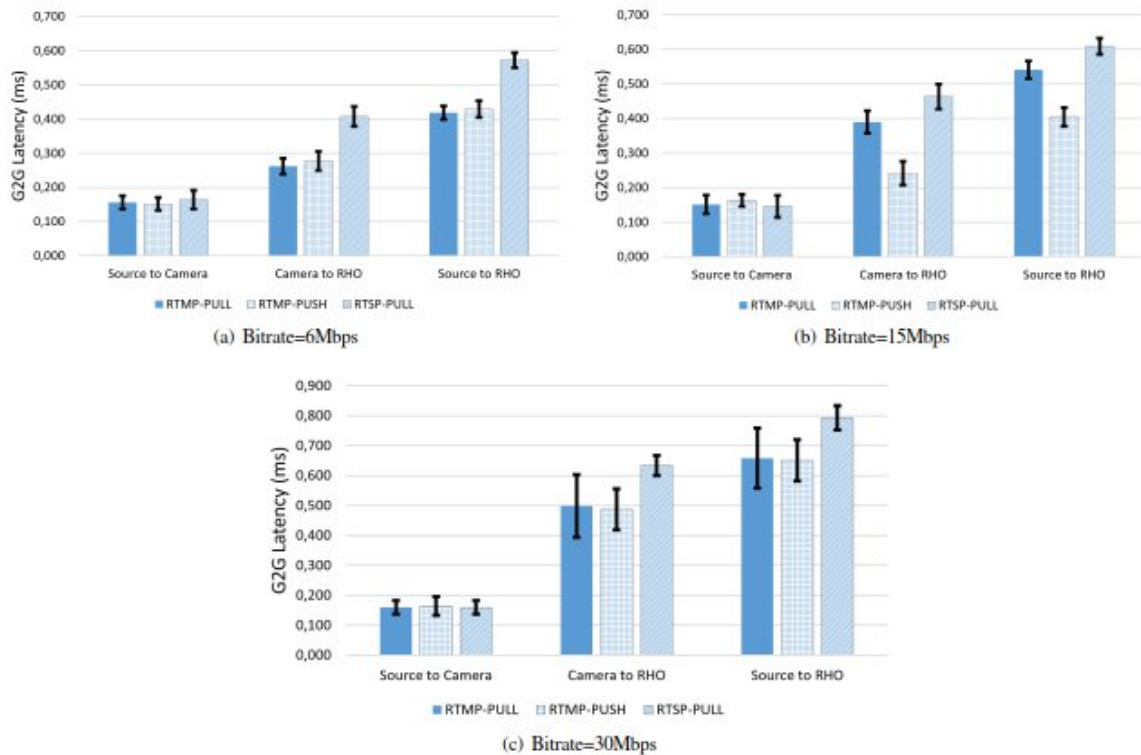 0,700
0,600
0,500
0,400
0,300
0,200
0,100
0,000
G2G Latency (ms)
Source to Camera Camera to RHO Source to RHO
RTMP-PULL RTMP-PUSH RTSP-PULL
(a) Bitrate=6Mbps
0,700
0,600
0,500
0,400
0,300
0,200
0,100
0,000
G2G Latency (ms)
Source to Camera Camera to RHO Source to RHO
RTMP-PULL RTMP-PUSH RTSP-PULL
(b) Bitrate=15Mbps
0,900
0,800
0,700
0,600
0,500
0,400
0,300
0,200
0,100
0,000
G2G Latency (ms)
Source to Camera Camera to RHO Source to RHO
RTMP-PULL RTMP-PUSH RTSP-PULL
(c) Bitrate=30Mbps